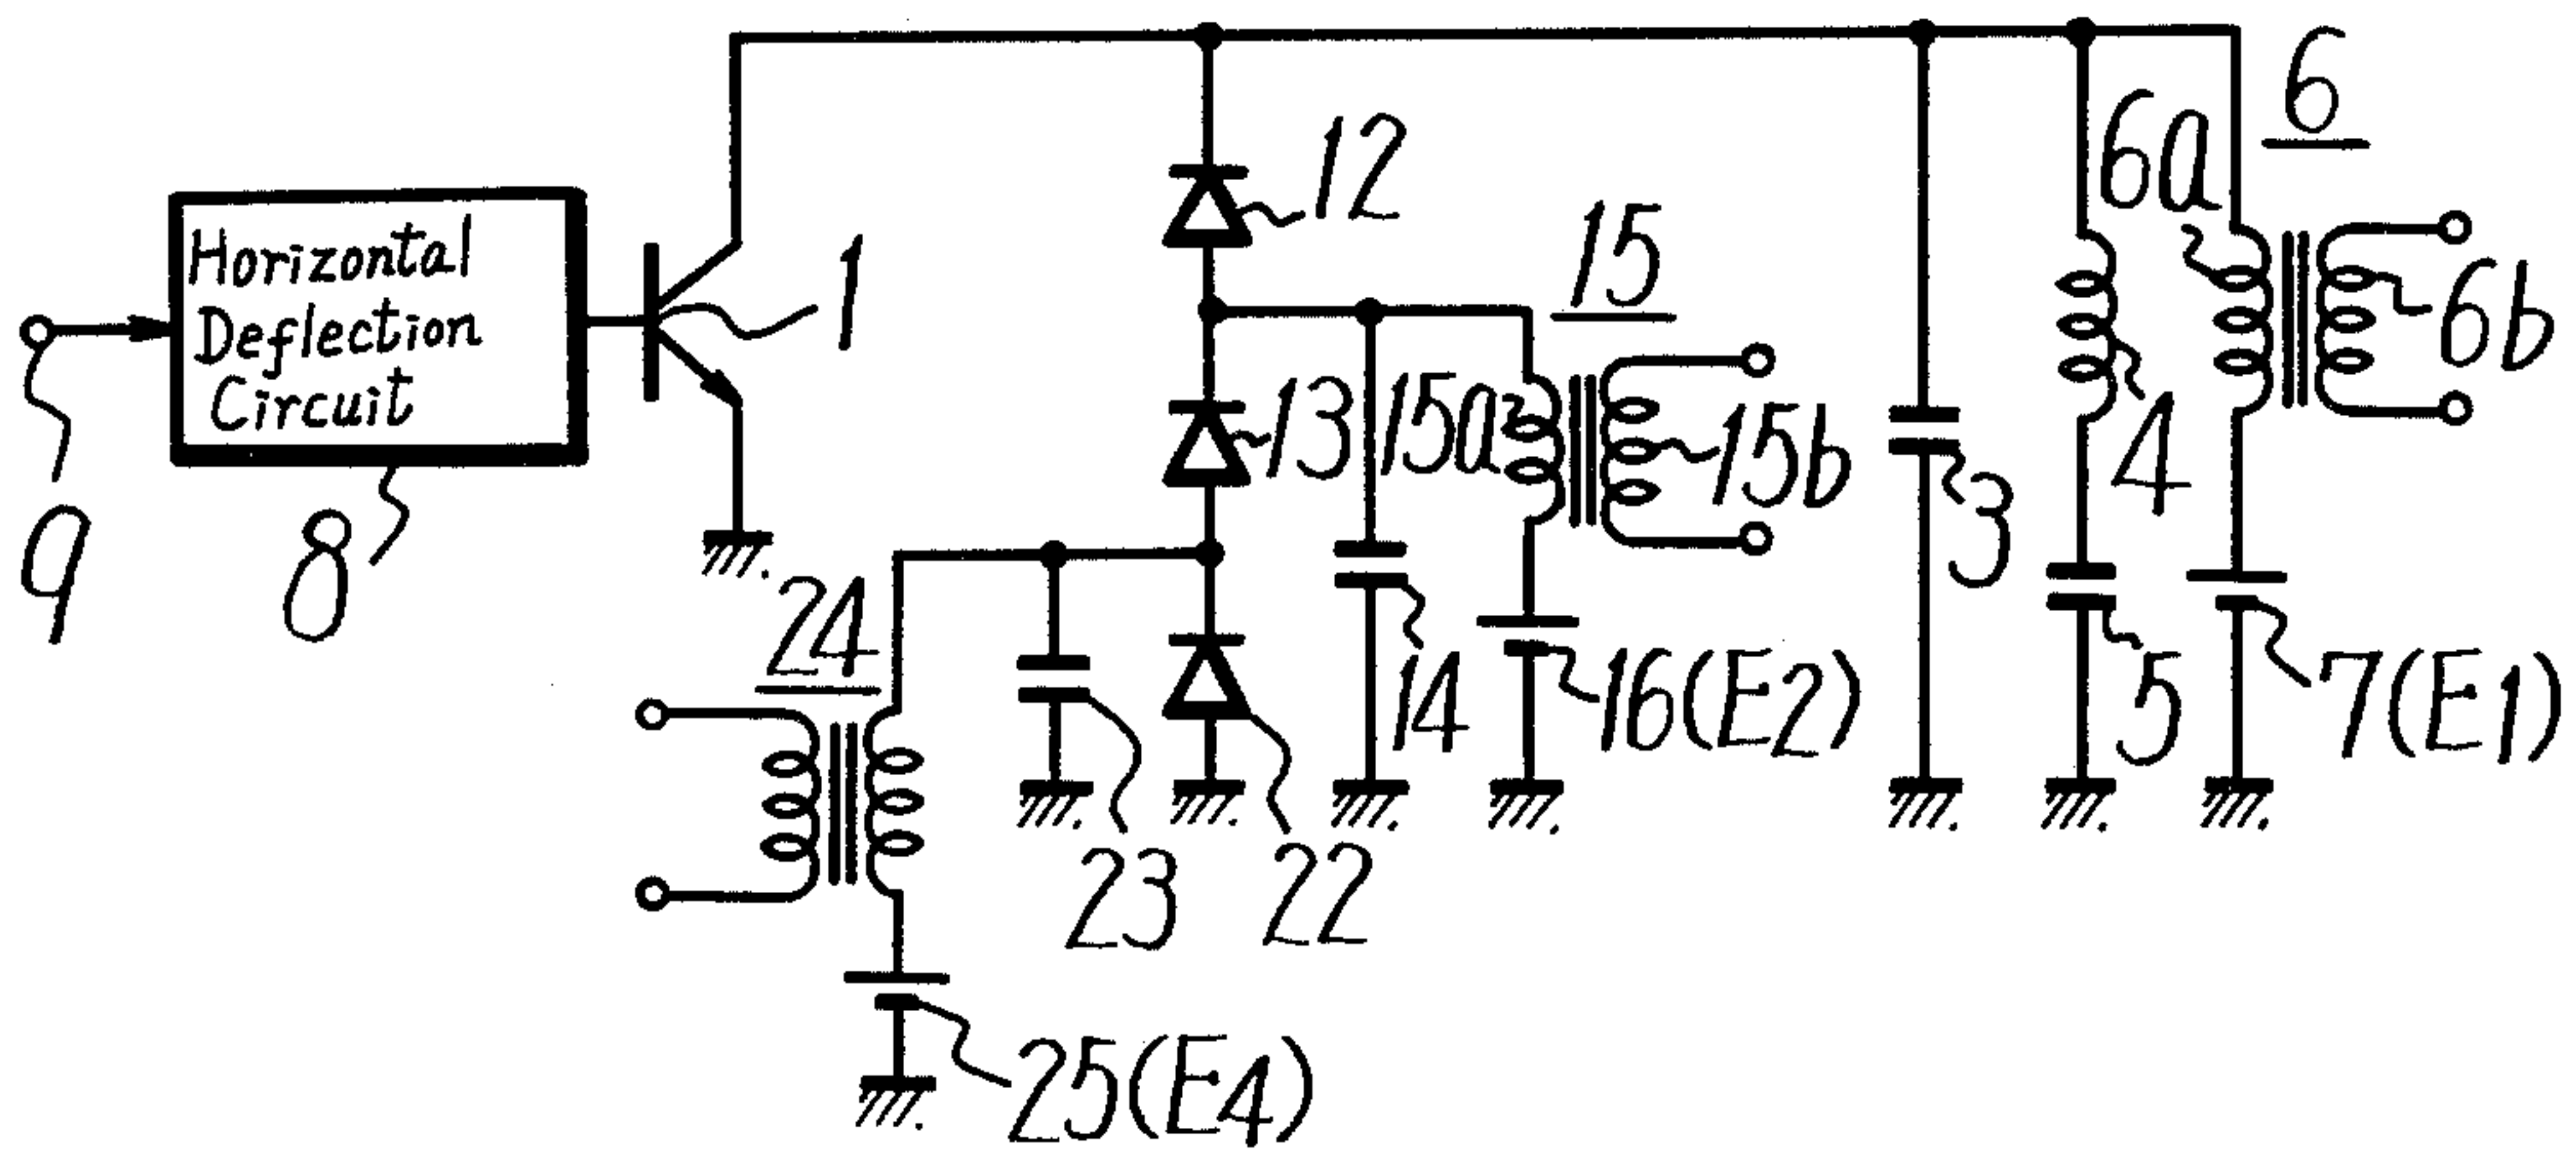 6
12
6a
15
Horizontal
Deflection
Circuit
1
6b
13
15a
15b
4
3
9
8
24
14
16(E2)
5
7(E1)
23
22
25(E4)